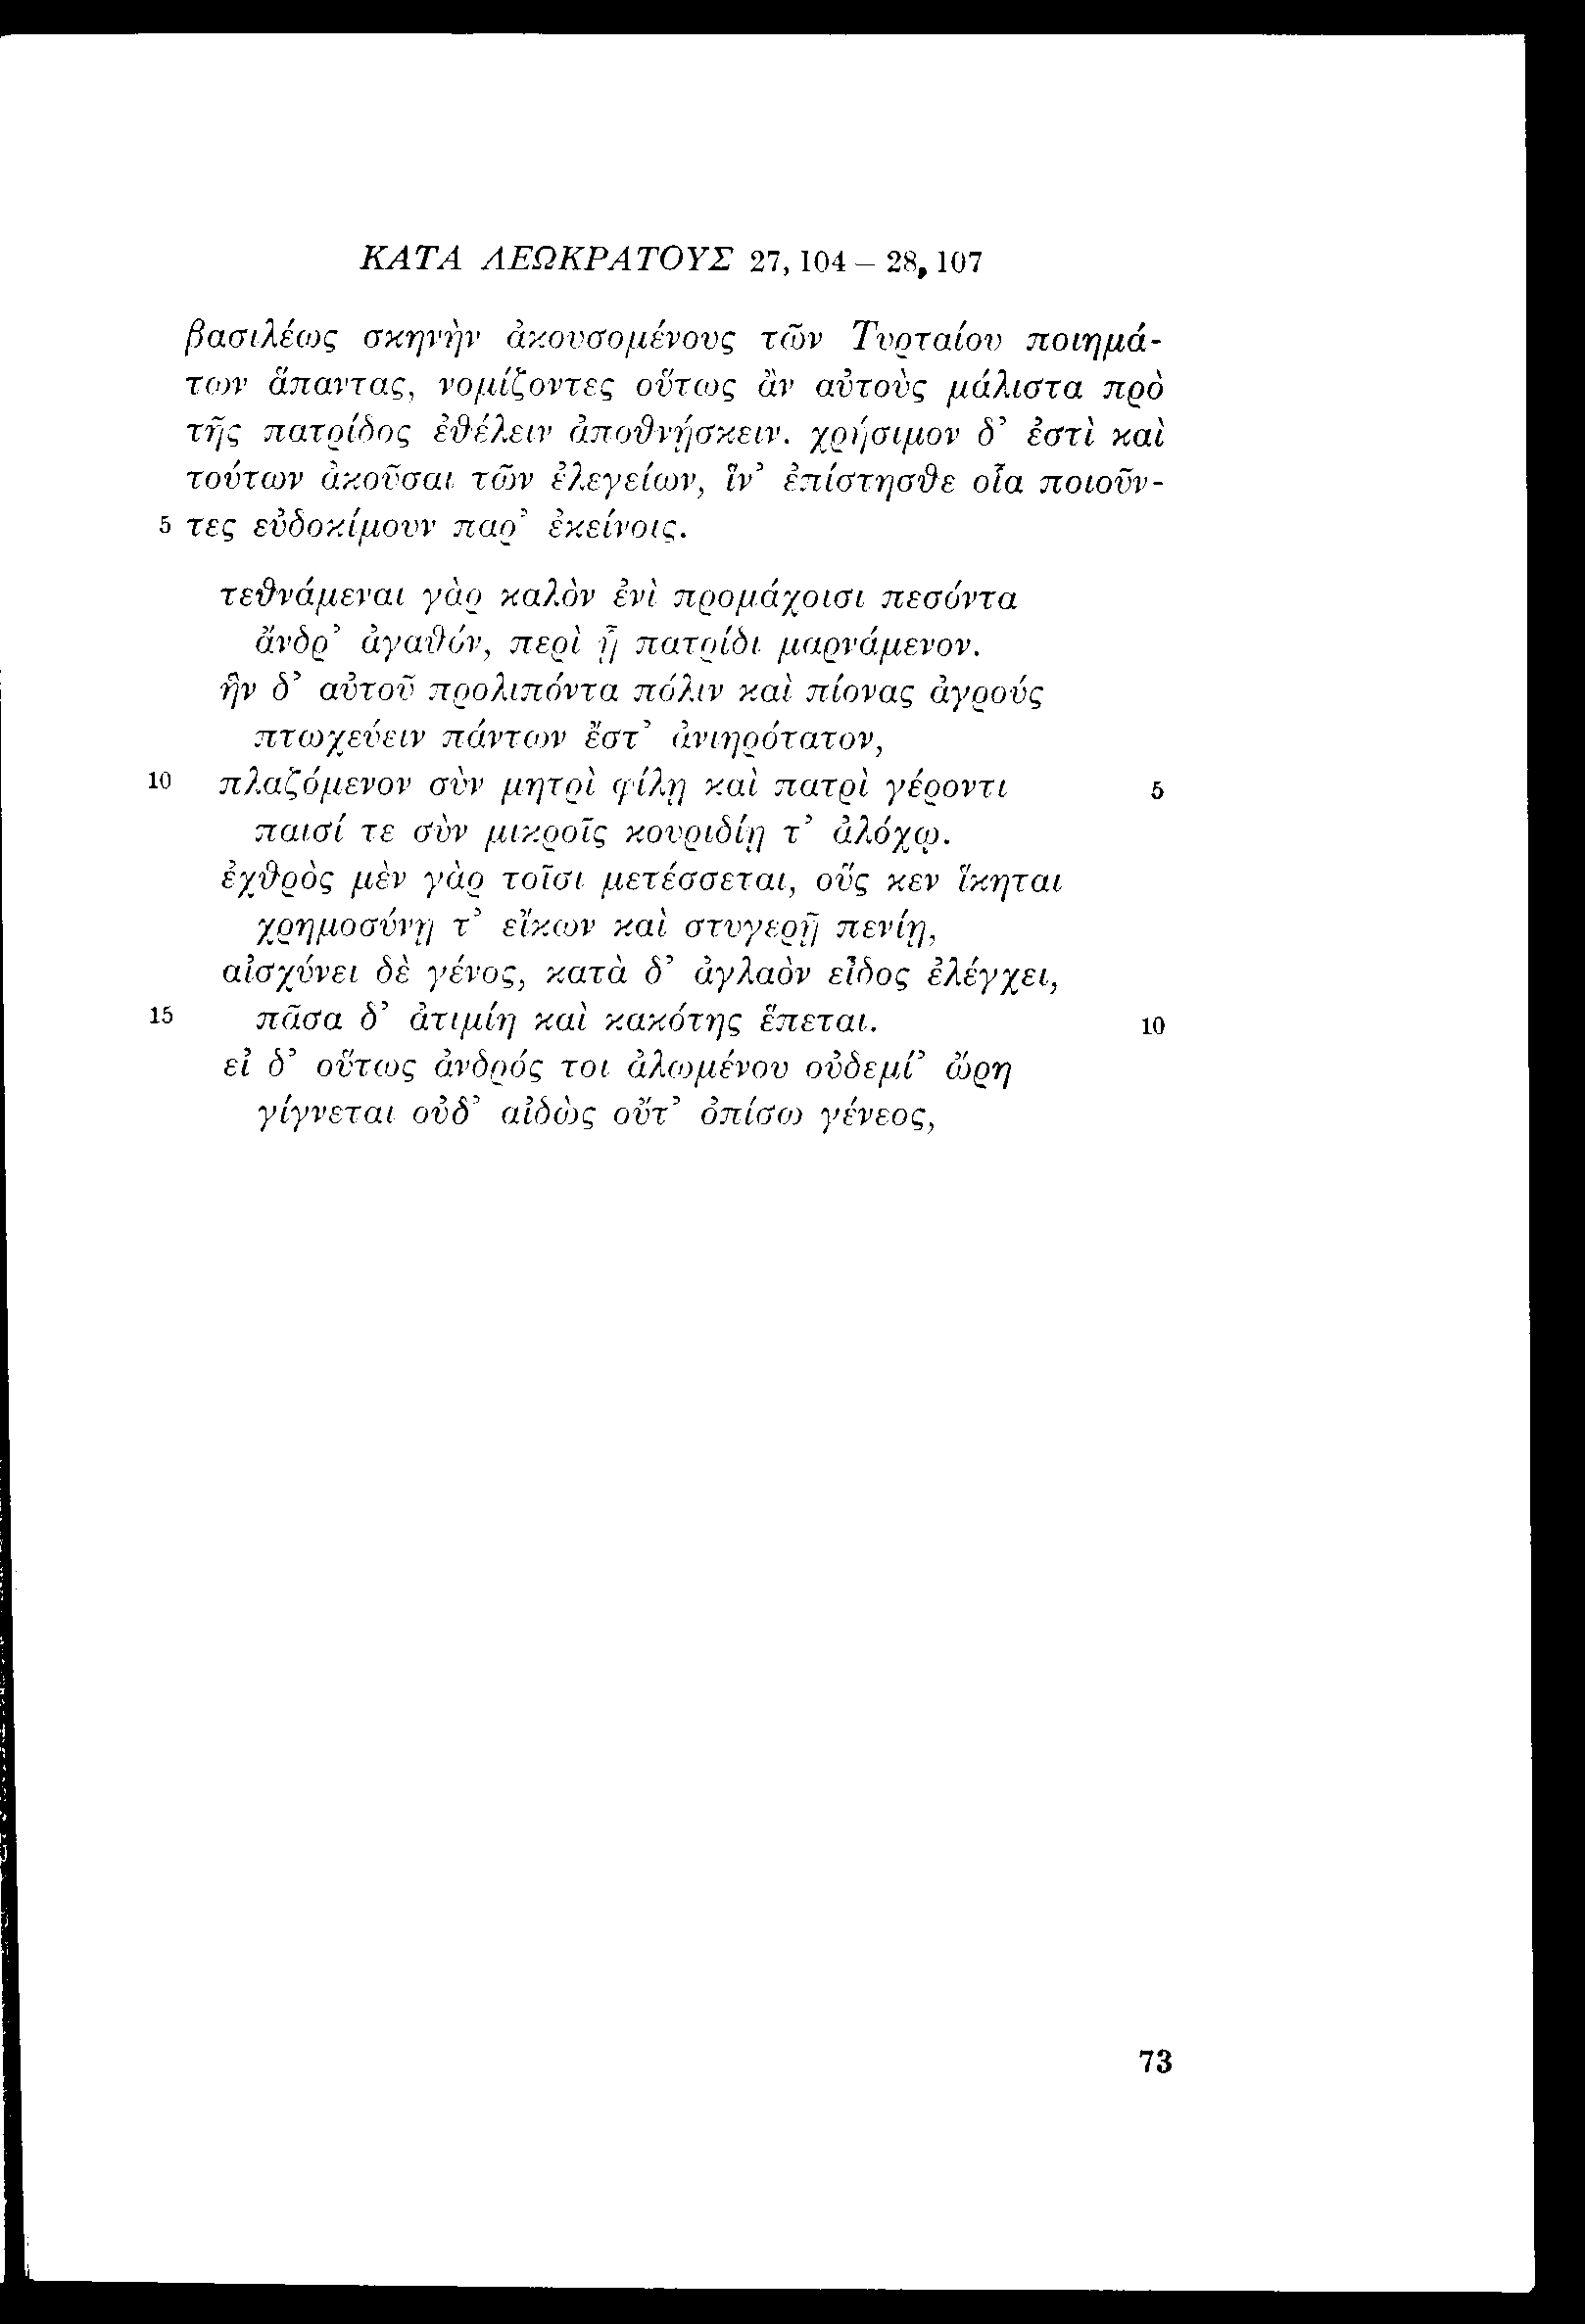 ΚΑΤΑ ΛΕΩΚΡΑΤΟΥΣ 27, 104 – 28, 107
βασιλέως σκηνὴν ἀκουσομένους τῶν Τυρταίου ποιημά-
των ἅπαντας, νομίζοντες οὕτως ἂν αὐτοὺς μάλιστα πρὸ
τῆς πατρίδος ἐθέλειν ἀποθνήσκειν. χρήσιμον δ’ ἐστὶ καὶ
τούτων ἀκοῦσαι τῶν ἐλεγείων, ἵν’ ἐπίστησθε οἷα ποιοῦν-
5 τες εὐδοκίμουν παρ’ ἐκείνοις.
τεθνάμεναι γὰρ καλὸν ἐνὶ προμάχοισι πεσόντα
ἄνδρ’ ἀγαθόν, περὶ ᾗ πατρίδι μαρνάμενον.
ἣν δ’ αὐτοῦ προλιπόντα πόλιν καὶ πίονας ἀγρούς
πτωχεύειν πάντων ἔστ’ ἀνιηρότατον,
10 πλαζόμενον σὺν μητρὶ φίλῃ καὶ πατρὶ γέροντι 5
παισί τε σὺν μικροῖς κουριδίῃ τ’ ἀλόχῳ.
ἐχθρὸς μὲν γὰρ τοῖσι μετέσσεται, οὕς κεν ἵκηται
χρημοσύνῃ τ’ εἴκων καὶ στυγερῇ πενίῃ,
αἰσχύνει δὲ γένος, κατὰ δ’ ἀγλαὸν εἶδος ἐλέγχει,
15 πᾶσα δ’ ἀτιμίη καὶ κακότης ἕπεται. 10
εἰ δ’ οὕτως ἀνδρός τοι ἀλωμένου οὐδεμί’ ὤρη
γίγνεται οὐδ’ αἰδὼς οὔτ’ ὀπίσω γένεος,
73